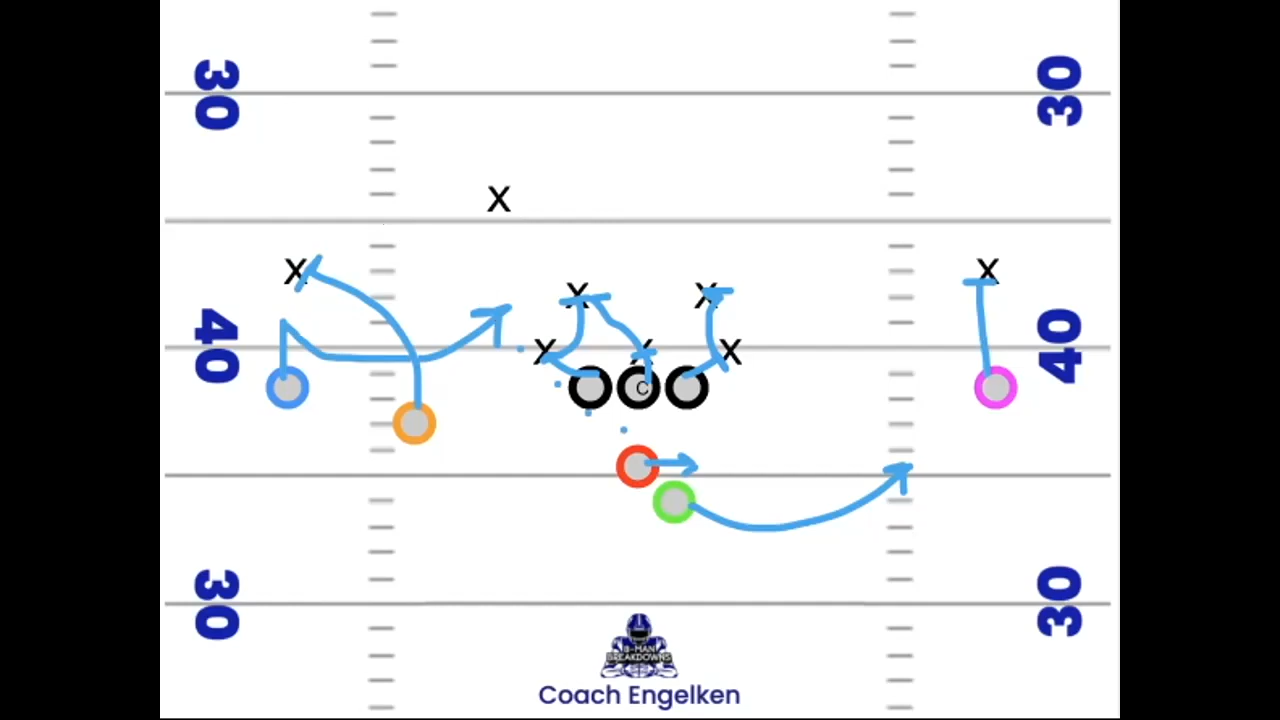 30 30
X
X X
X X
40 40
X X X
C
30 30
8-MAN
BREAKDOWNS
Coach Engelken